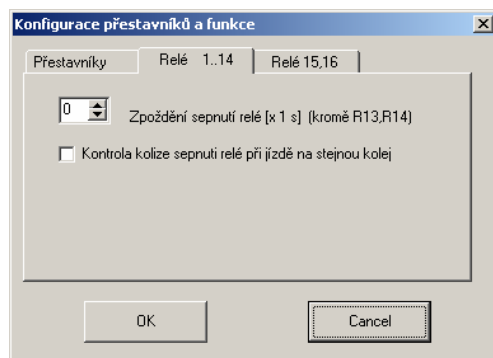 Konfigurace přestavníků a funkce
Přestavníky Relé 1..14 Relé 15,16
0 Zpoždění sepnutí relé [x 1 s] (kromě R13,R14)
Kontrola kolize sepnuti relé při jízdě na stejnou kolej
OK Cancel